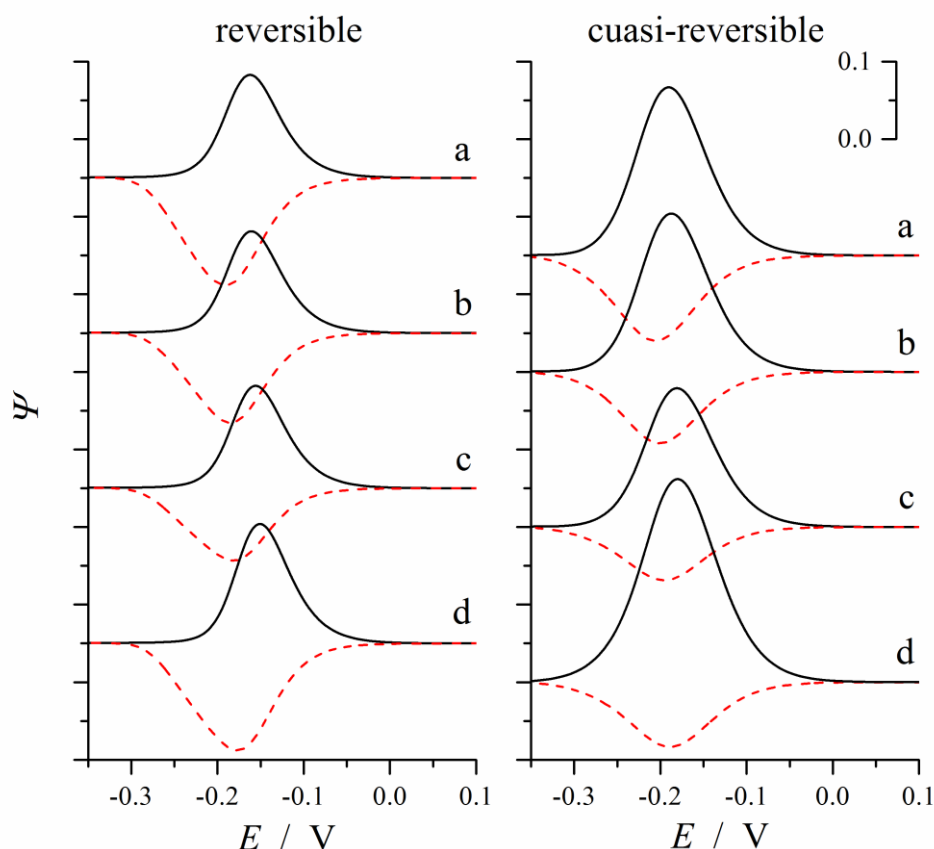 reversible
cuasi-reversible
0.1
0.0
a
b
c
d
a
b
c
d
Ψ
-0.3 -0.2 -0.1 0.0 0.1
-0.3 -0.2 -0.1 0.0 0.1
E / V
E / V